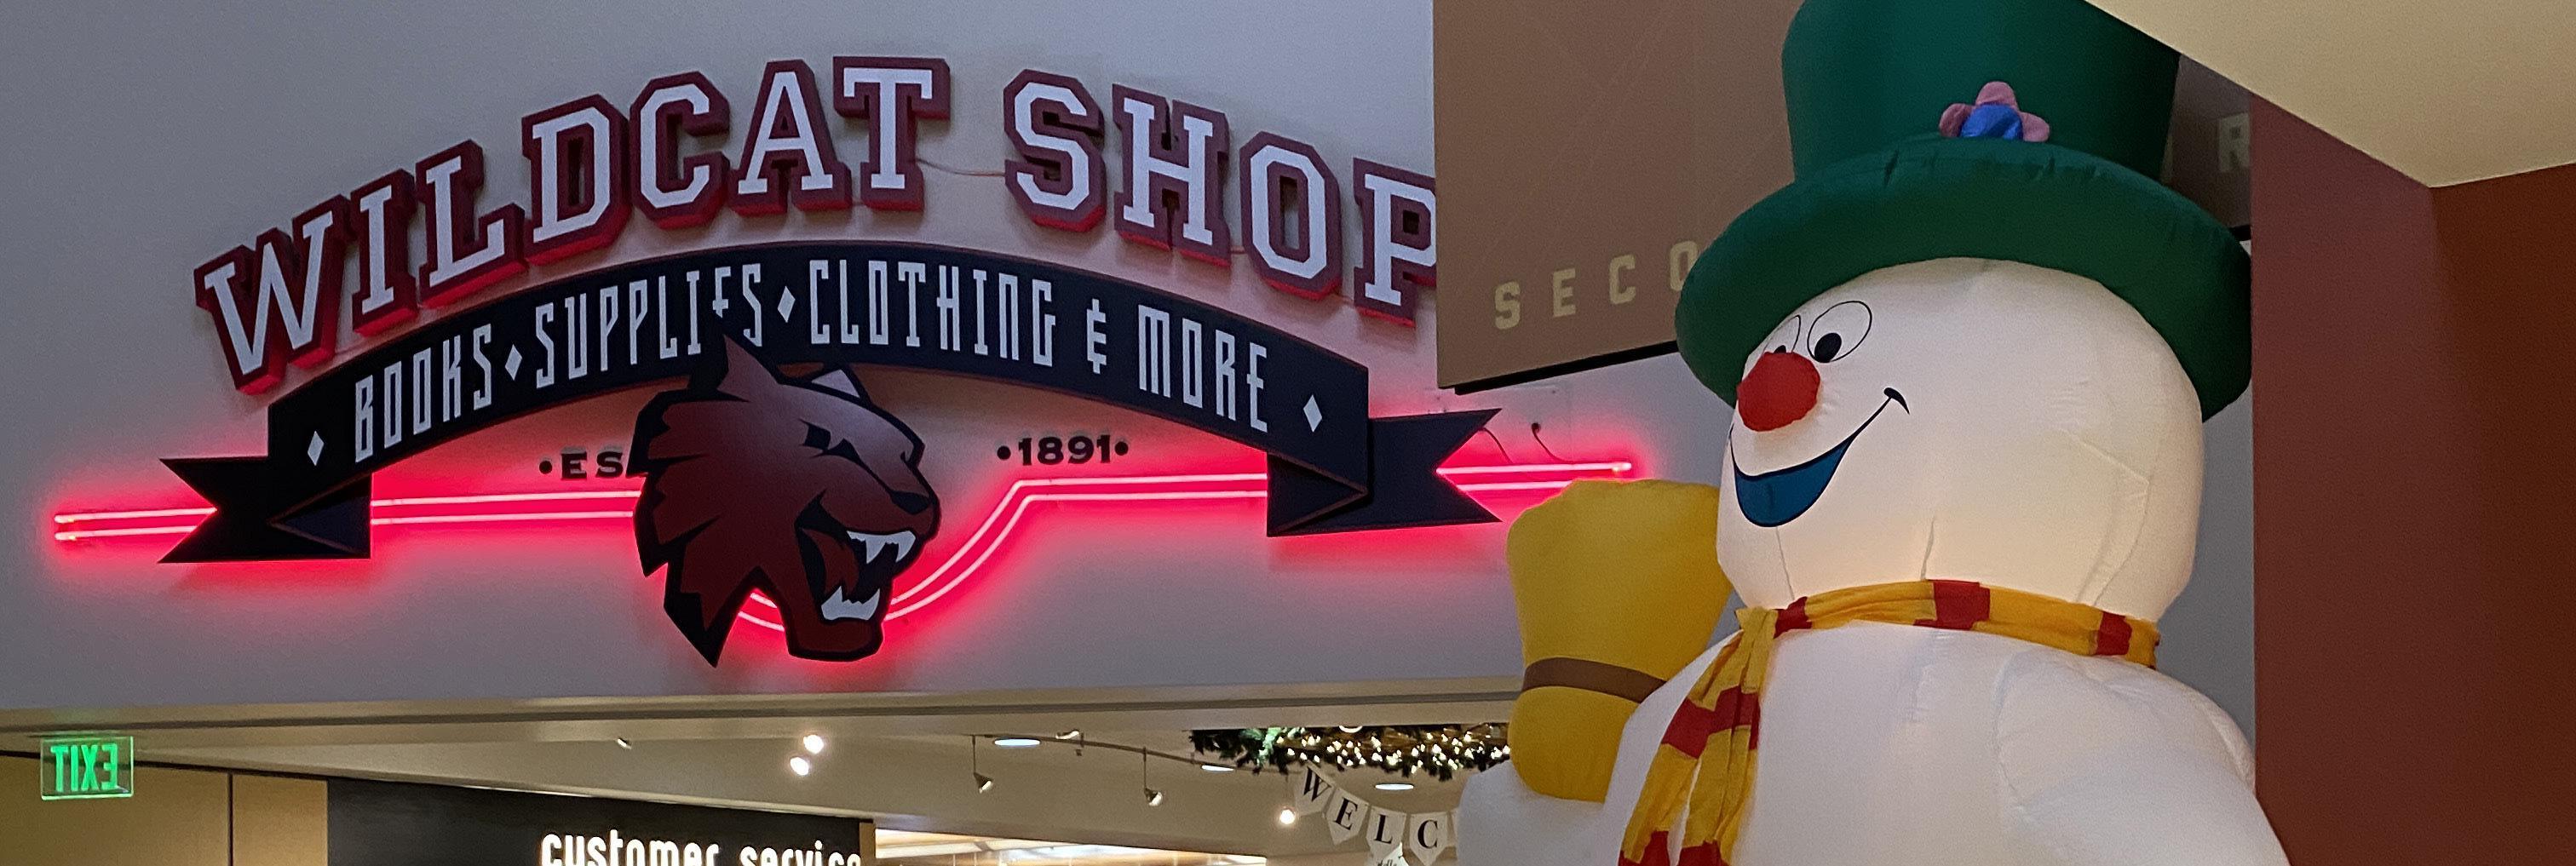 WILDCAT SHOP
BOOKS ♦ SUPPLIES ♦ CLOTHING & MORE
•1891•
EXIT
customer service